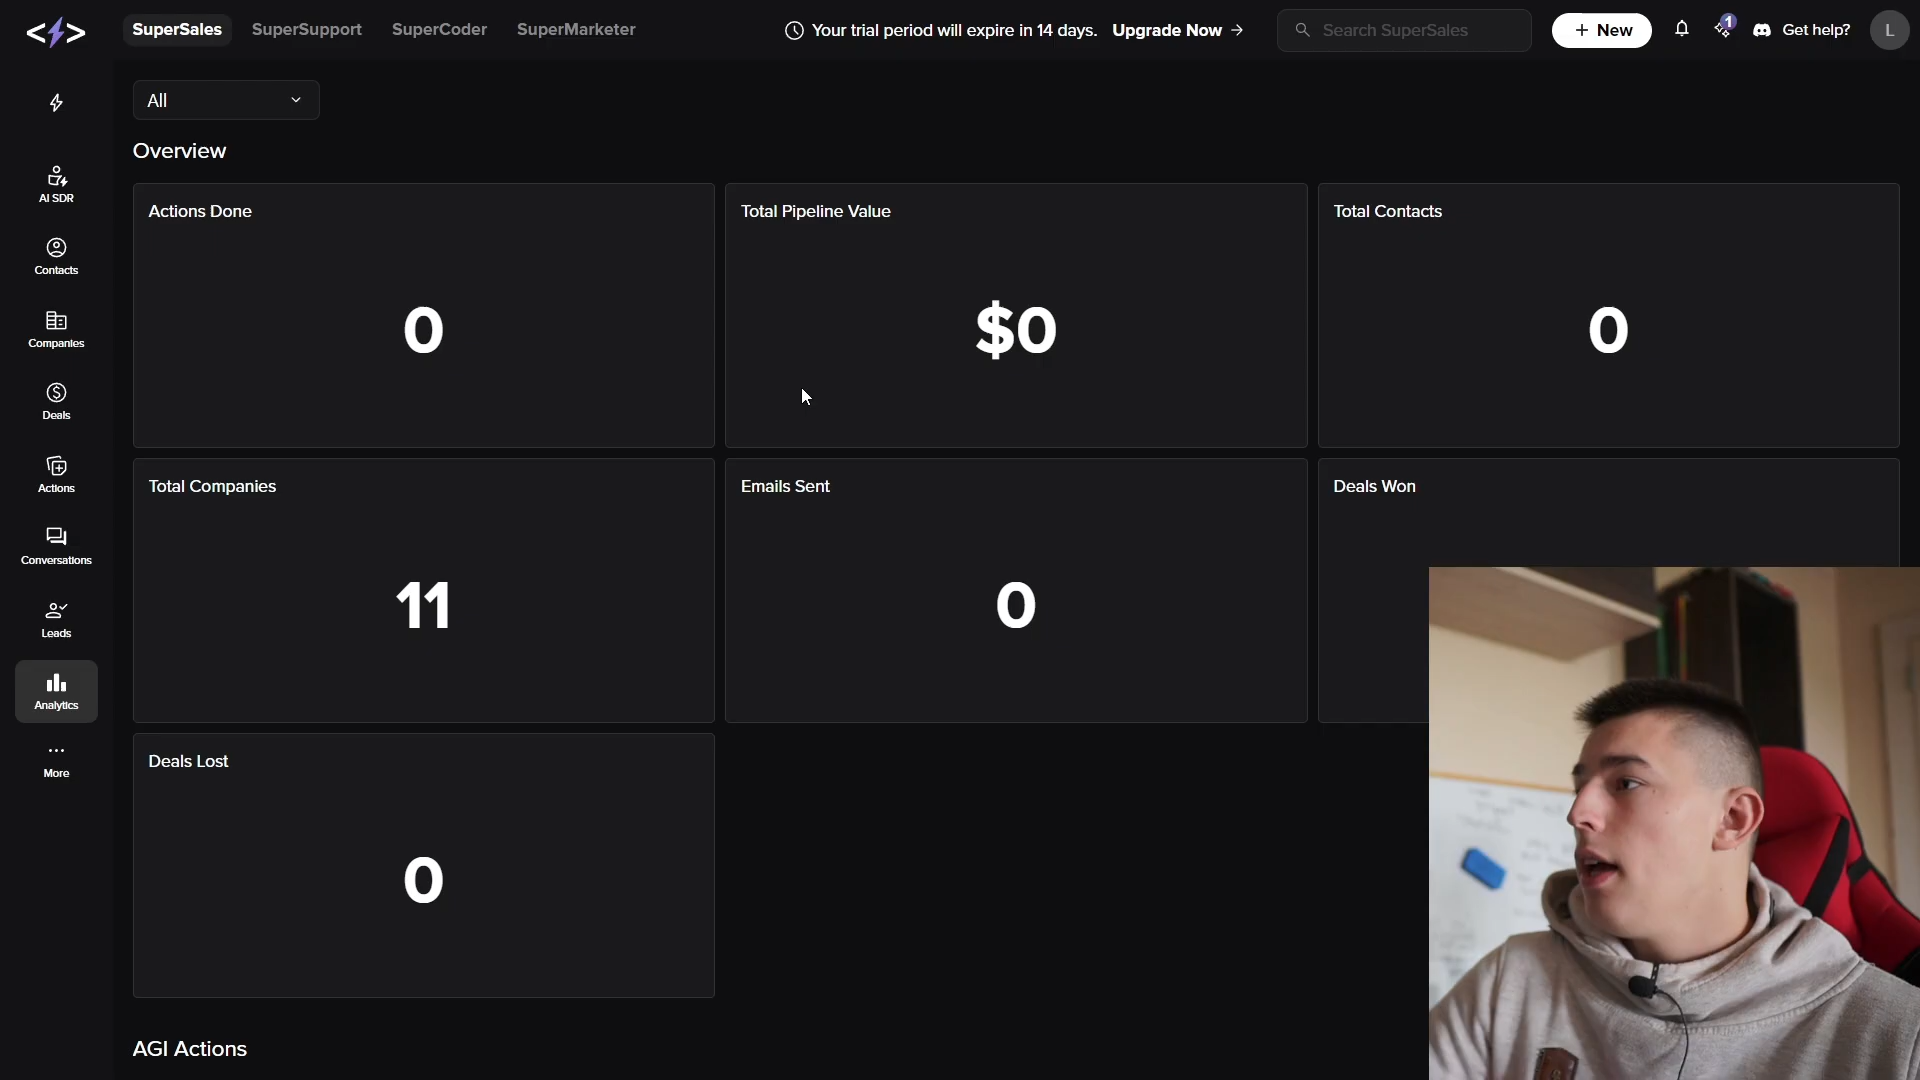 SuperSales SuperSupport SuperCoder SuperMarketer
Your trial period will expire in 14 days. Upgrade Now →
Search SuperSales
+ New
1
Get help?
L
All
AI SDR
Contacts
Companies
Deals
Actions
Conversations
Leads
Analytics
More
Overview
Actions Done
0
Total Pipeline Value
$0
Total Contacts
0
Total Companies
11
Emails Sent
0
Deals Won
Deals Lost
0
AGI Actions